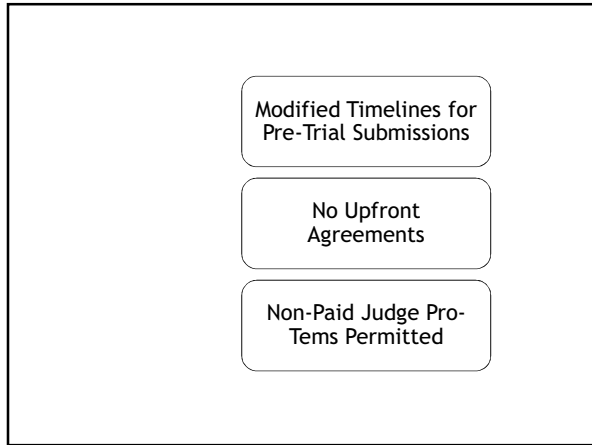 Modified Timelines for
Pre-Trial Submissions
No Upfront
Agreements
Non-Paid Judge Pro-
Tems Permitted